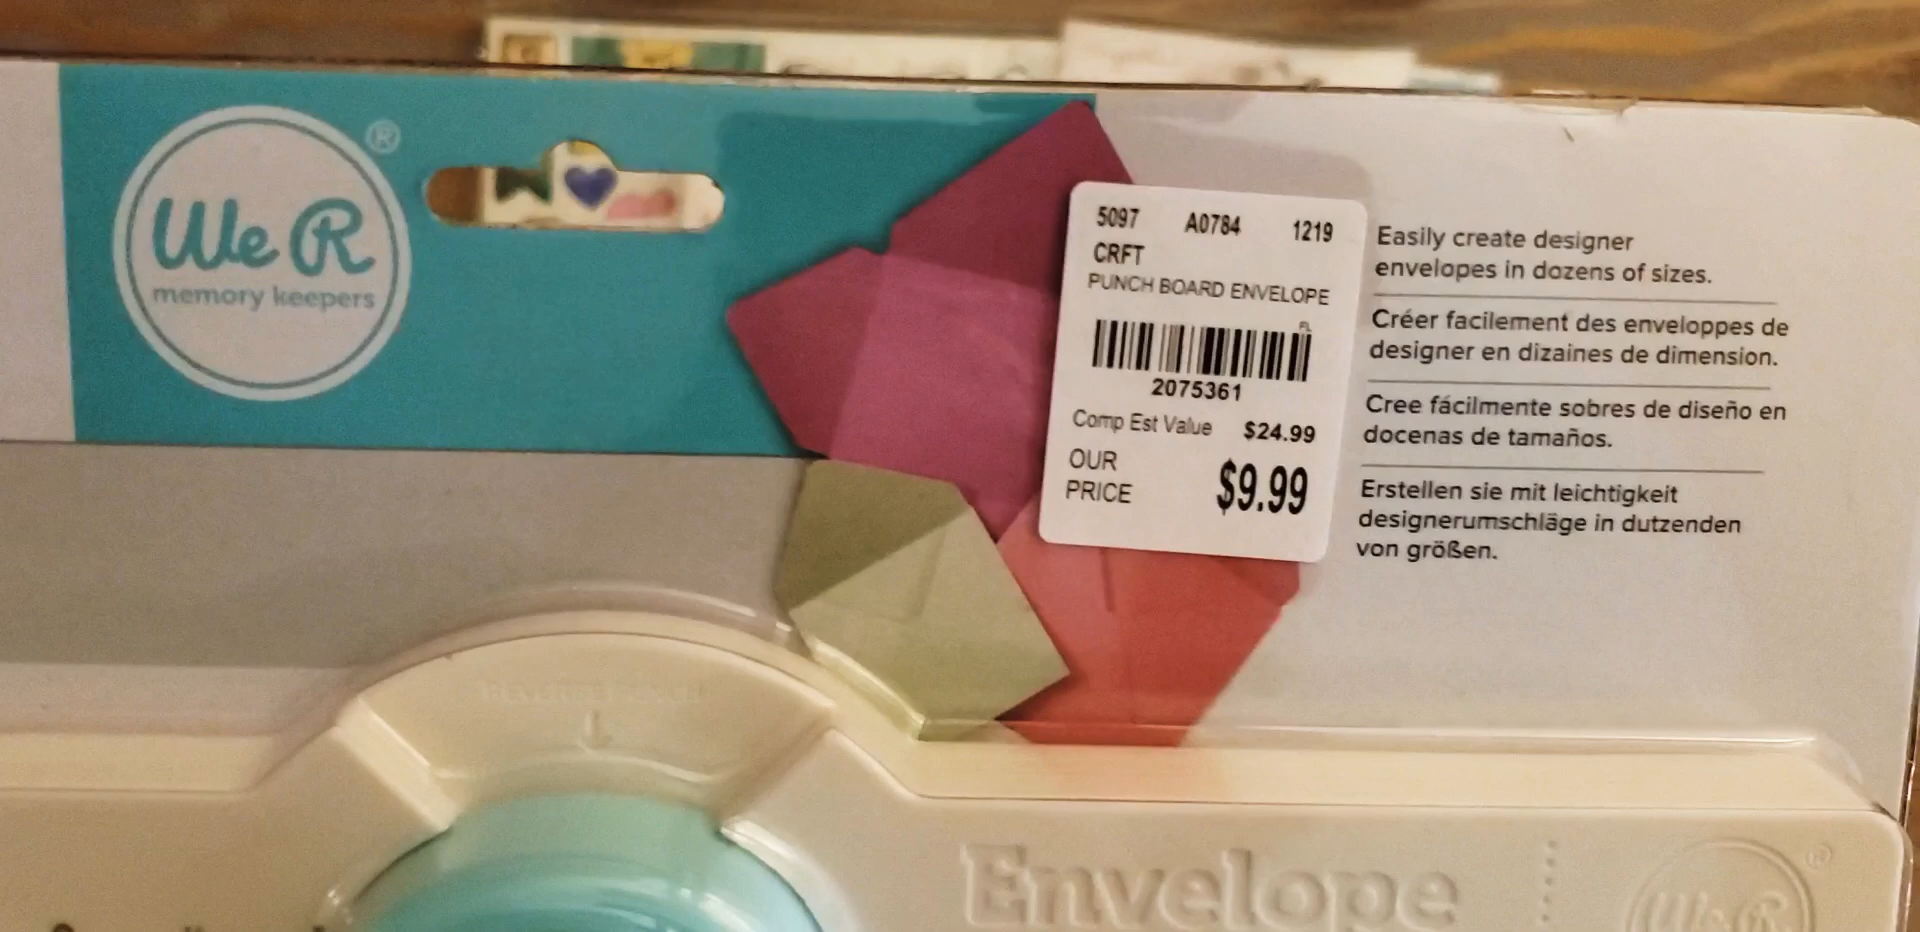 We R
memory keepers
®
5097 A0784 1219
CRFT
PUNCH BOARD ENVELOPE
FL
2075361
Comp Est Value $24.99
OUR
PRICE $9.99
Easily create designer
envelopes in dozens of sizes.
Créer facilement des enveloppes de
designer en dizaines de dimension.
Cree fácilmente sobres de diseño en
docenas de tamaños.
Erstellen sie mit leichtigkeit
designerumschläge in dutzenden
von größen.
Envelope
We R
®